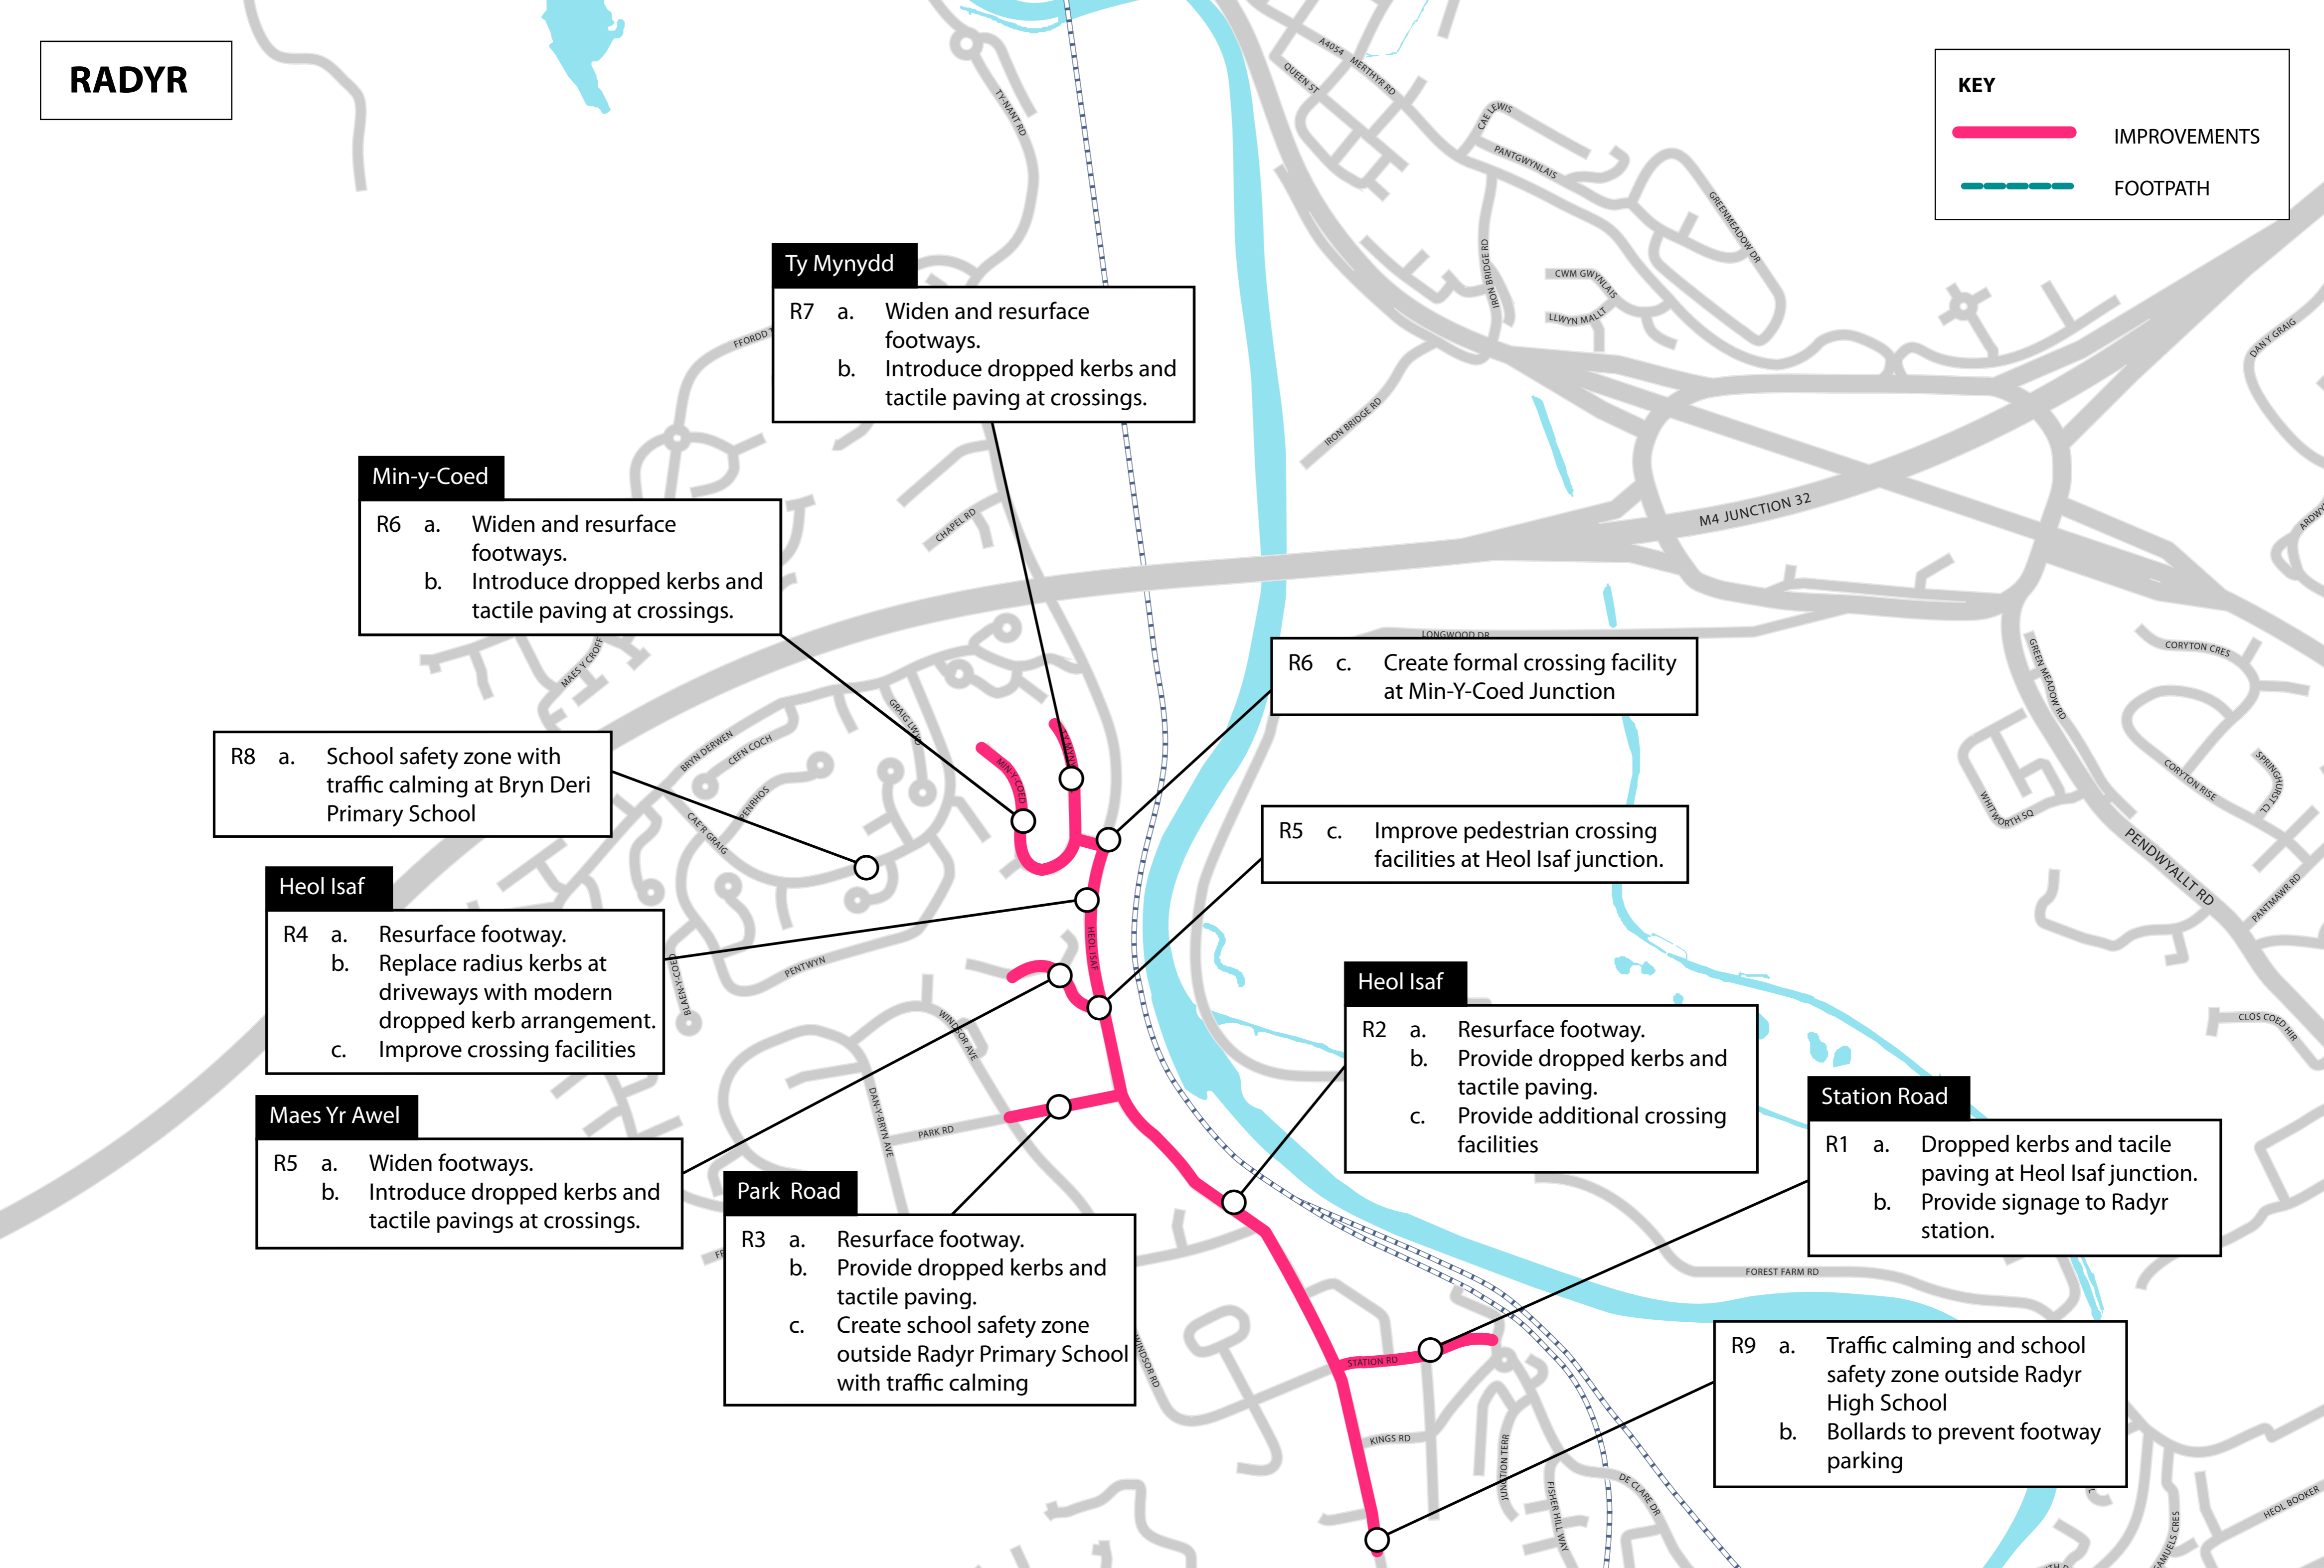 RADYR
KEY
IMPROVEMENTS
FOOTPATH
A4054
MERTHYR RD
QUEEN ST
CAE LEWIS
PANTGWYNLAIS
TY-NANT RD
GREENMEADOW DR
IRON BRIDGE RD
CWM GWYNLAIS
LLWYN MALLT
DAN Y GRAIG
Ty Mynydd
R7 a. Widen and resurface
footways.
b. Introduce dropped kerbs and
tactile paving at crossings.
FFORDD
IRON BRIDGE RD
Min-y-Coed
R6 a. Widen and resurface
footways.
b. Introduce dropped kerbs and
tactile paving at crossings.
CHAPEL RD
M4 JUNCTION 32
LONGWOOD DR
MAES Y CROFT
R6 c. Create formal crossing facility
at Min-Y-Coed Junction
GREEN MEADOW RD
CORYTON CRES
CORYTON RISE
SPRINGHURST CL
WHITWORTH SQ
PENDWYALLT RD
PANTMAWR RD
GRAIG LWYD
BRYN DERWEN
CEFN COCH
PENRHOS
CAE'R GRAIG
MIN-Y-COED
R8 a. School safety zone with
traffic calming at Bryn Deri
Primary School
R5 c. Improve pedestrian crossing
facilities at Heol Isaf junction.
Heol Isaf
R4 a. Resurface footway.
b. Replace radius kerbs at
driveways with modern
dropped kerb arrangement.
c. Improve crossing facilities
HEOL ISAF
PENTWYN
BLAEN-Y-COED
WINDSOR AVE
DAN-Y-BRYN AVE
PARK RD
Heol Isaf
R2 a. Resurface footway.
b. Provide dropped kerbs and
tactile paving.
c. Provide additional crossing
facilities
CLOS COED HIR
Station Road
R1 a. Dropped kerbs and tacile
paving at Heol Isaf junction.
b. Provide signage to Radyr
station.
Maes Yr Awel
R5 a. Widen footways.
b. Introduce dropped kerbs and
tactile pavings at crossings.
Park Road
R3 a. Resurface footway.
b. Provide dropped kerbs and
tactile paving.
c. Create school safety zone
outside Radyr Primary School
with traffic calming
FOREST FARM RD
WINDSOR RD
STATION RD
KINGS RD
JUNCTION TERR
FISHER HILL WAY
DE CLARE DR
R9 a. Traffic calming and school
safety zone outside Radyr
High School
b. Bollards to prevent footway
parking
HEOL BOOKER
SAMUELS CRES